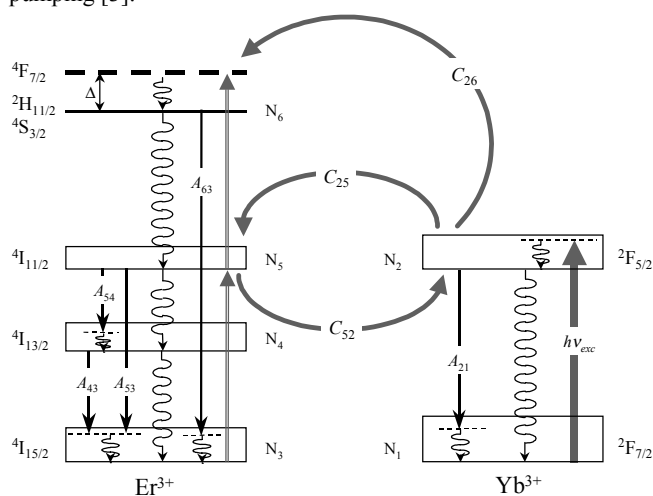 pumping [5].
⁴F₇/₂
²H₁₁/₂
⁴S₃/₂
Δ
N₆
C₂₆
A₆₃
C₂₅
⁴I₁₁/₂
N₅
N₂
²F₅/₂
A₅₄
C₅₂
⁴I₁₃/₂
N₄
hνₑₓc
A₄₃
A₅₃
A₂₁
⁴I₁₅/₂
N₃
N₁
²F₇/₂
Er³⁺
Yb³⁺